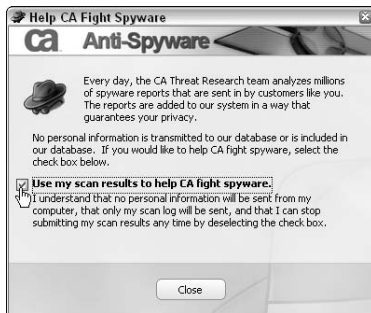 Help CA Fight Spyware
ca Anti-Spyware
Every day, the CA Threat Research team analyzes millions
of spyware reports that are sent in by customers like you.
The reports are added to our system in a way that
guarantees your privacy.
No personal information is transmitted to our database or is included in
our database. If you would like to help CA fight spyware, select the
check box below.
Use my scan results to help CA fight spyware.
I understand that no personal information will be sent from my
computer, that only my scan log will be sent, and that I can stop
submitting my scan results any time by deselecting the check box.
Close